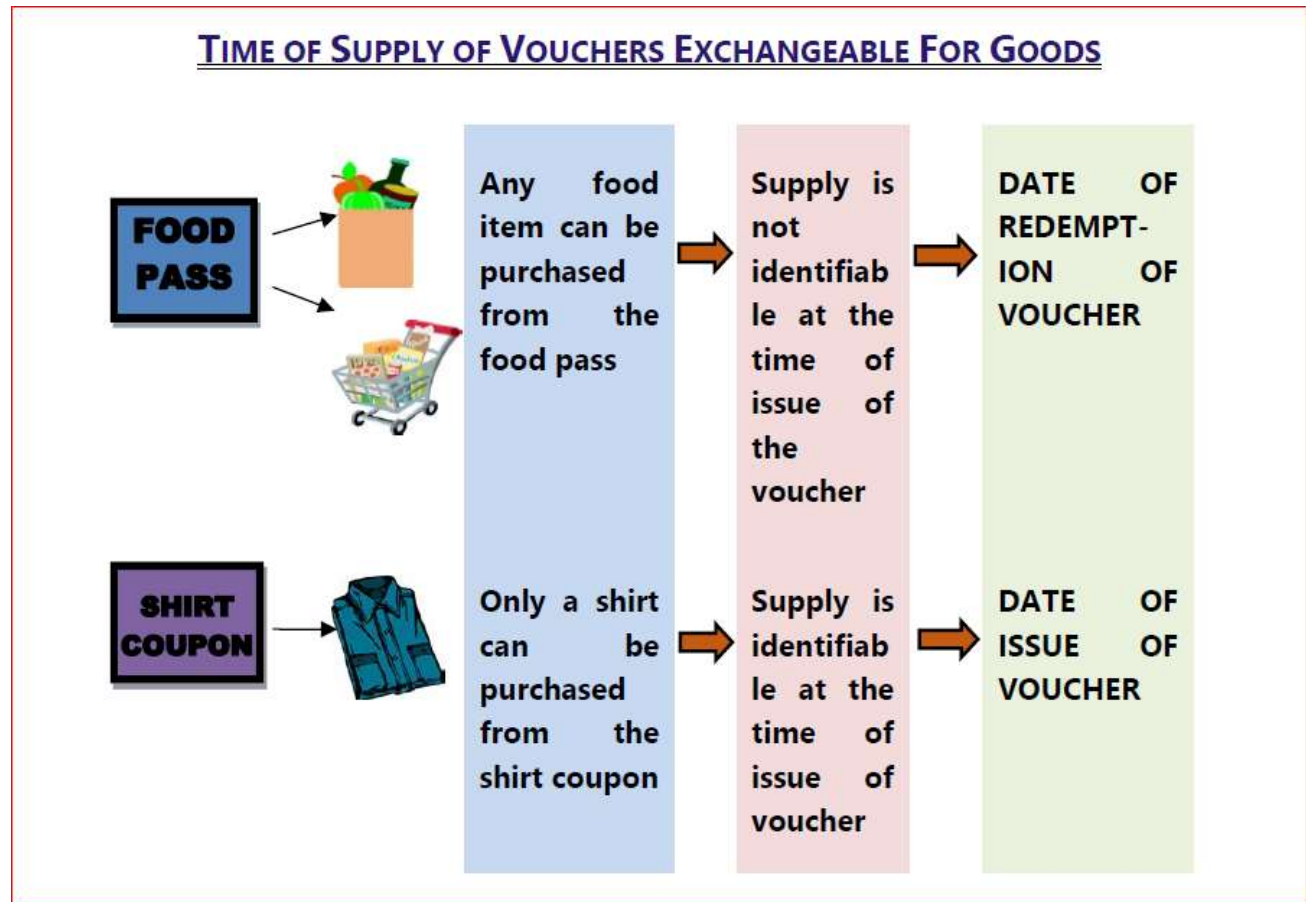 TIME OF SUPPLY OF VOUCHERS EXCHANGEABLE FOR GOODS
FOOD
PASS
Any food
item can be
purchased
from the
food pass
Supply is
not
identifiab
le at the
time of
issue of
the
voucher
DATE OF
REDEMPT-
ION OF
VOUCHER
SHIRT
COUPON
Only a shirt
can be
purchased
from the
shirt coupon
Supply is
identifiab
le at the
time of
issue of
voucher
DATE OF
ISSUE OF
VOUCHER